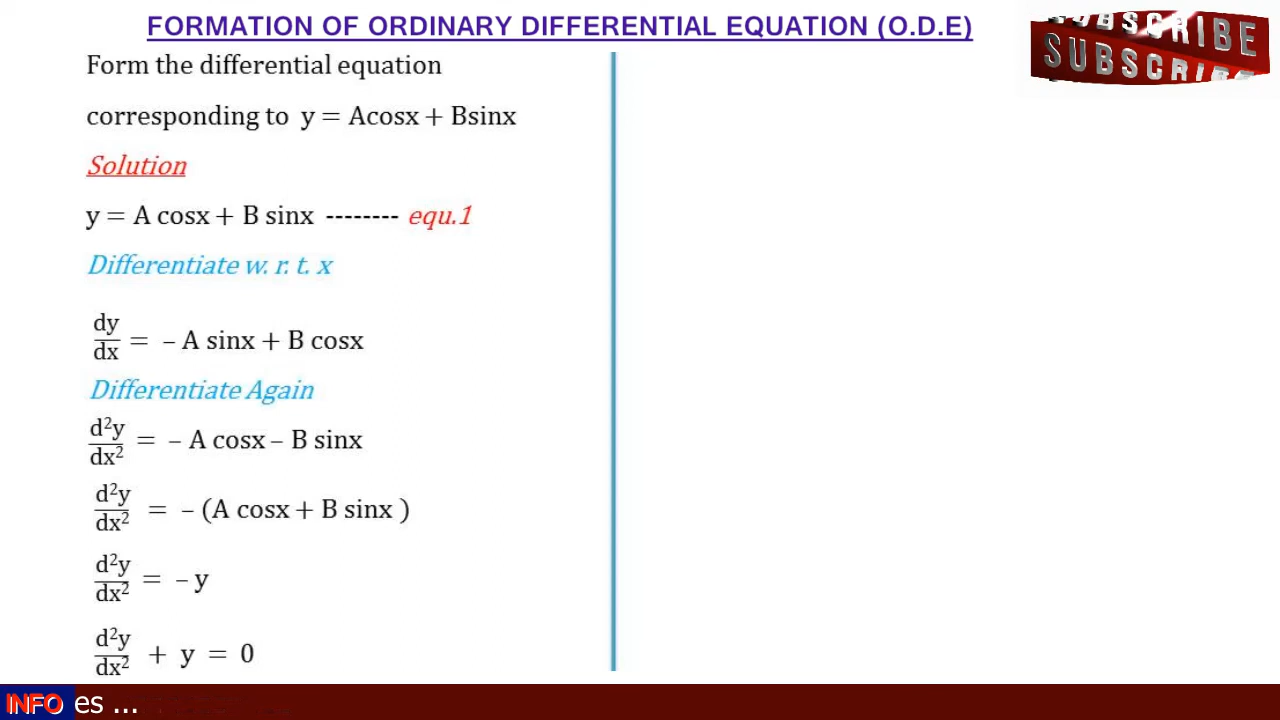 FORMATION OF ORDINARY DIFFERENTIAL EQUATION (O.D.E)
SUBSCRIBE
SUBSCRIBE
Form the differential equation
corresponding to y = Acosx + Bsinx
Solution
y = A cosx + B sinx -------- equ.1
Differentiate w. r. t. x
dy/dx = – A sinx + B cosx
Differentiate Again
d²y/dx² = – A cosx – B sinx
d²y/dx² = – (A cosx + B sinx )
d²y/dx² = – y
d²y/dx² + y = 0
INFO es ...